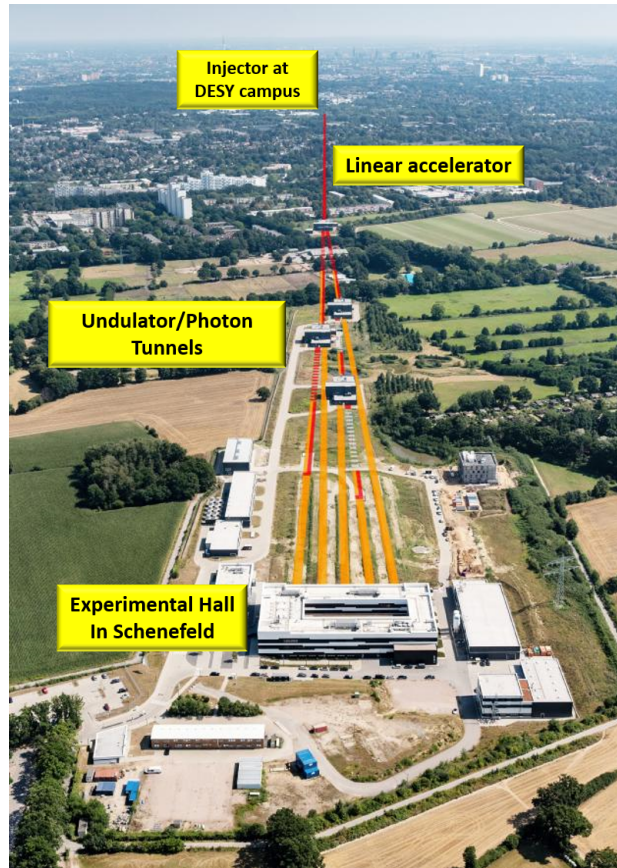 Injector at
DESY campus
Linear accelerator
Undulator/Photon
Tunnels
Experimental Hall
In Schenefeld